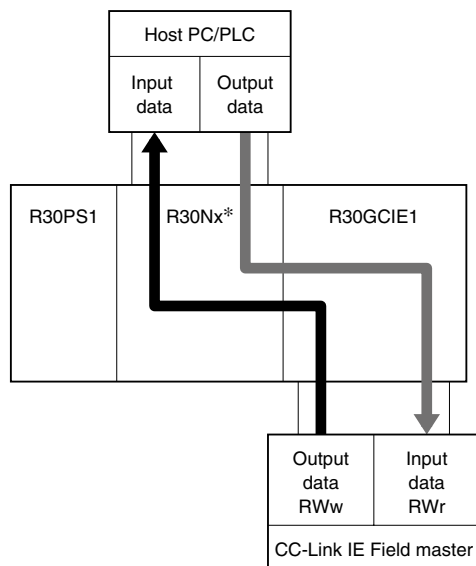 Host PC/PLC
Input data
Output data
R30PS1
R30Nx*
R30GCIE1
Output data RWw
Input data RWr
CC-Link IE Field master